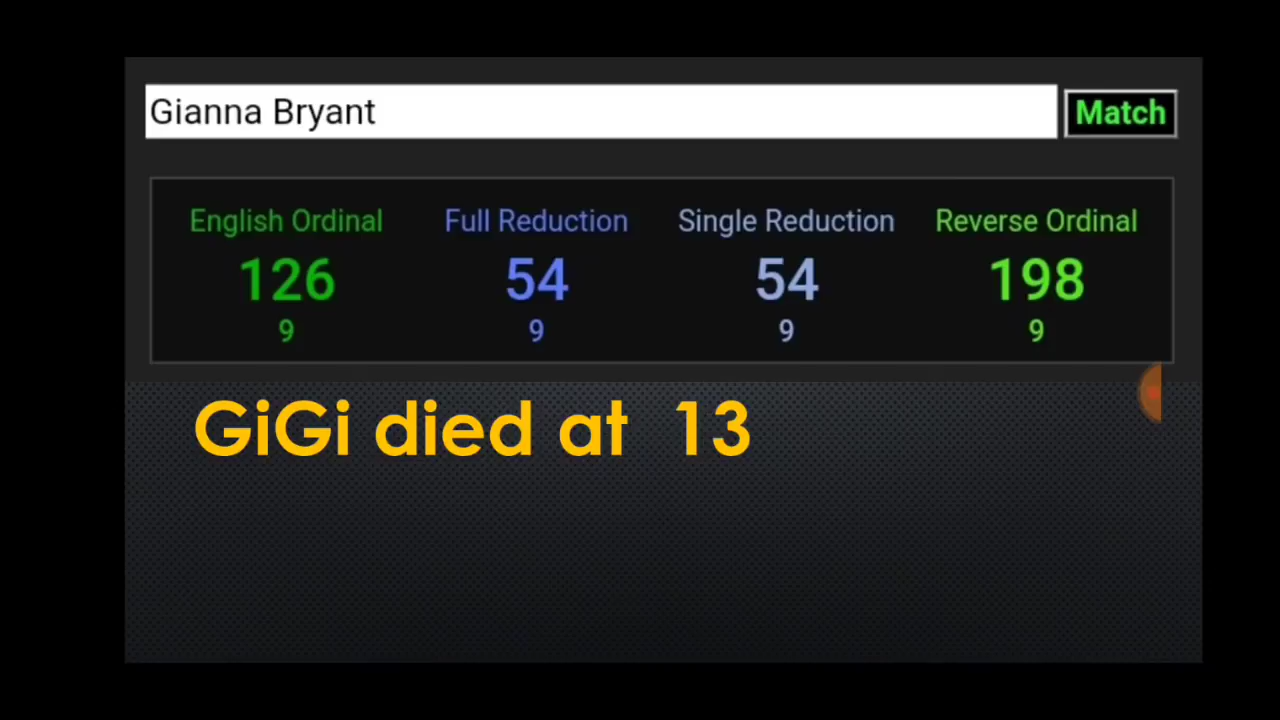 Gianna Bryant Match
English Ordinal Full Reduction Single Reduction Reverse Ordinal
126 54 54 198
9 9 9 9
GiGi died at 13